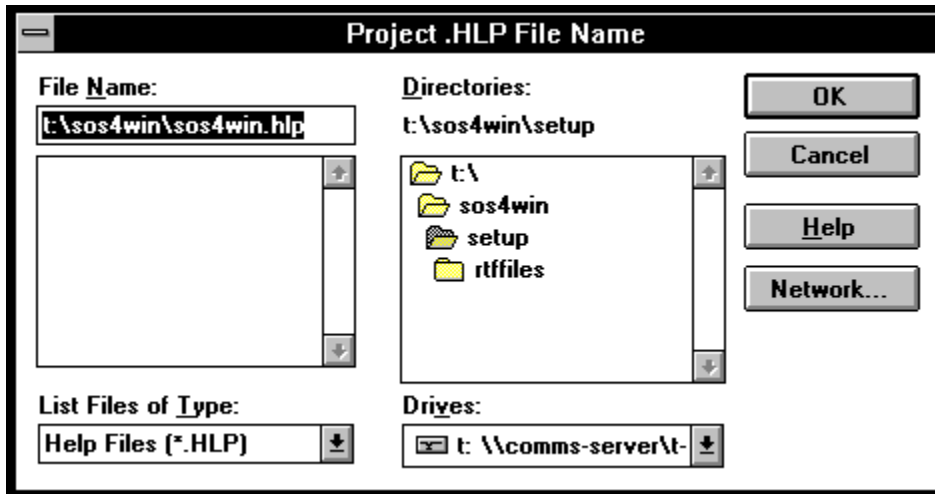 Project .HLP File Name
File Name:
t:\sos4win\sos4win.hlp
Directories:
t:\sos4win\setup
t:\
sos4win
setup
rtffiles
OK
Cancel
Help
Network...
List Files of Type:
Help Files (*.HLP)
Drives:
t: \\comms-server\t-